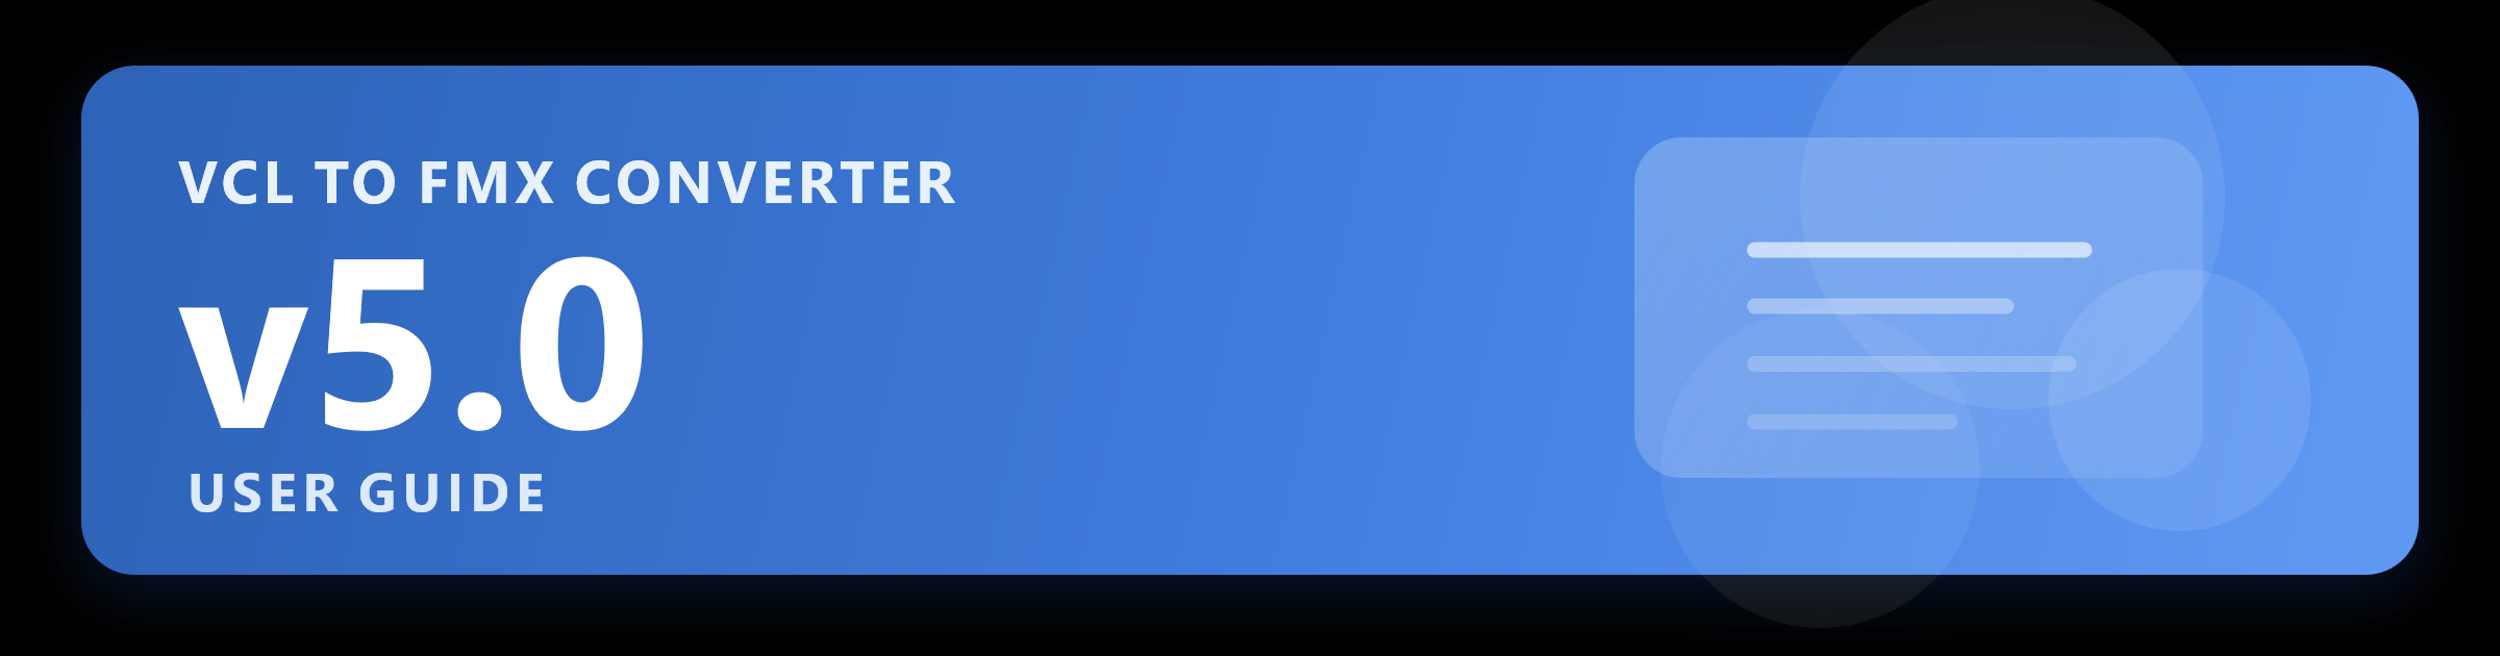 VCL TO FMX CONVERTER
v5.0
USER GUIDE